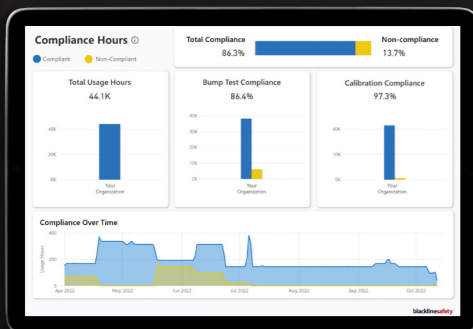 Compliance Hours
Compliant
Non-Compliant
Total Compliance
86.3%
Non-compliance
13.7%
Total Usage Hours
44.1K
40K
20K
0K
Your
Organization
Bump Test Compliance
86.4%
40K
30K
20K
10K
0K
Your
Organization
Calibration Compliance
97.3%
40K
20K
0K
Your
Organization
Compliance Over Time
Usage Hours
400
200
0
Apr 2022
May 2022
Jun 2022
Jul 2022
Aug 2022
Sep 2022
Oct 2022
blacklinesafety